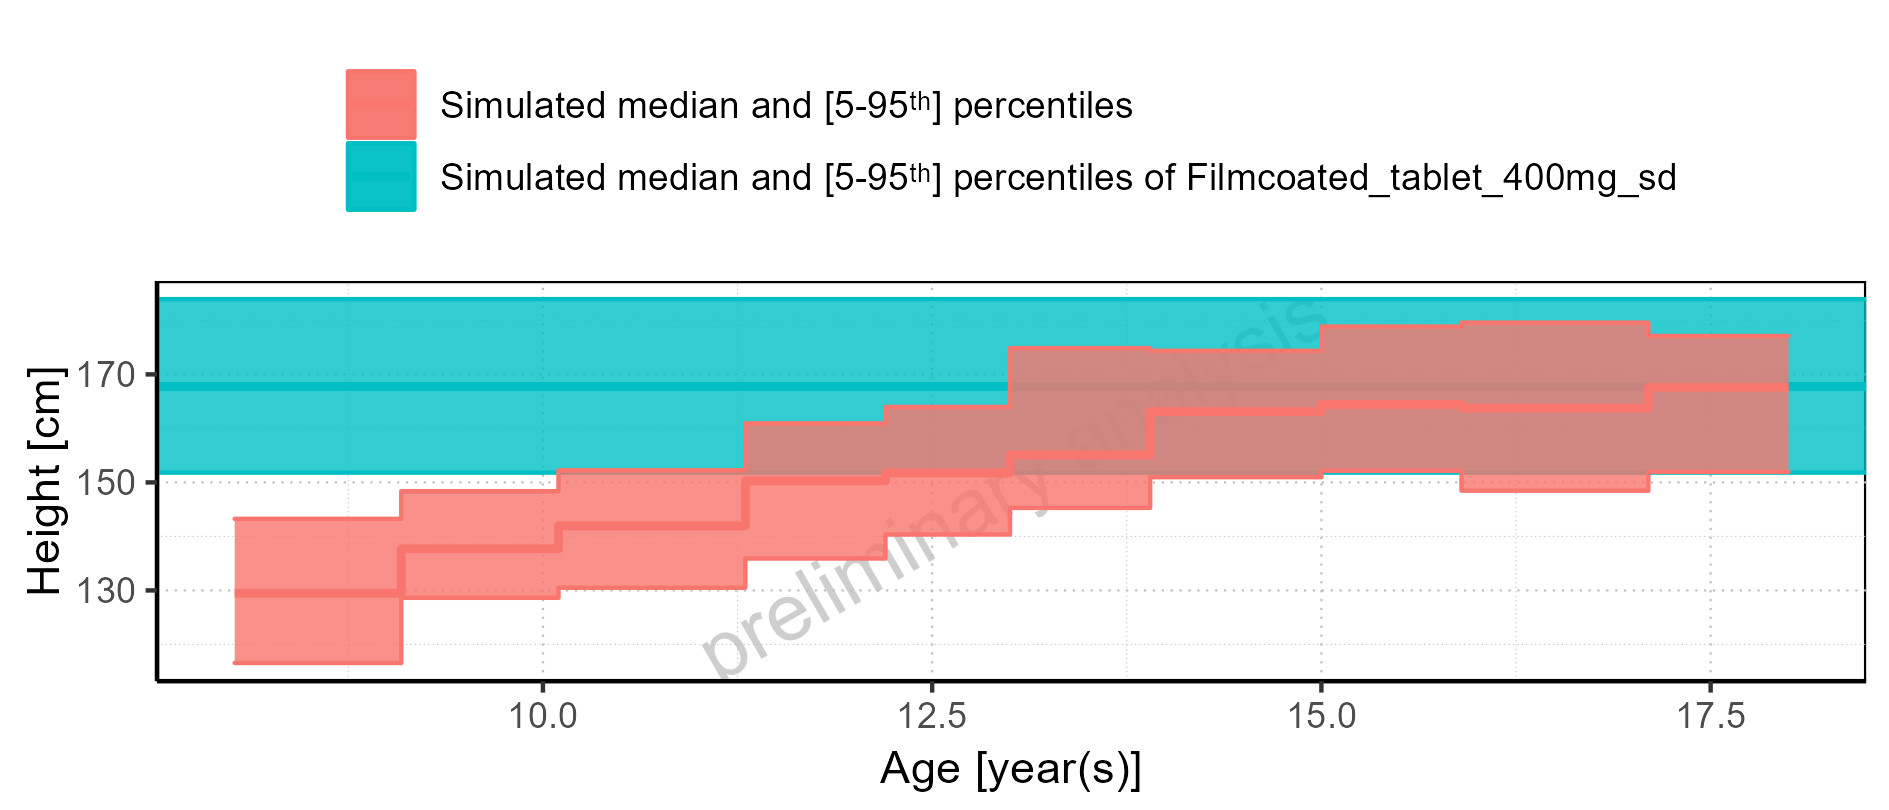 Simulated median and [5-95th] percentiles
Simulated median and [5-95th] percentiles of Filmcoated_tablet_400mg_sd
Height [cm]
170
150
130
preliminary analysis
10.0 12.5 15.0 17.5
Age [year(s)]